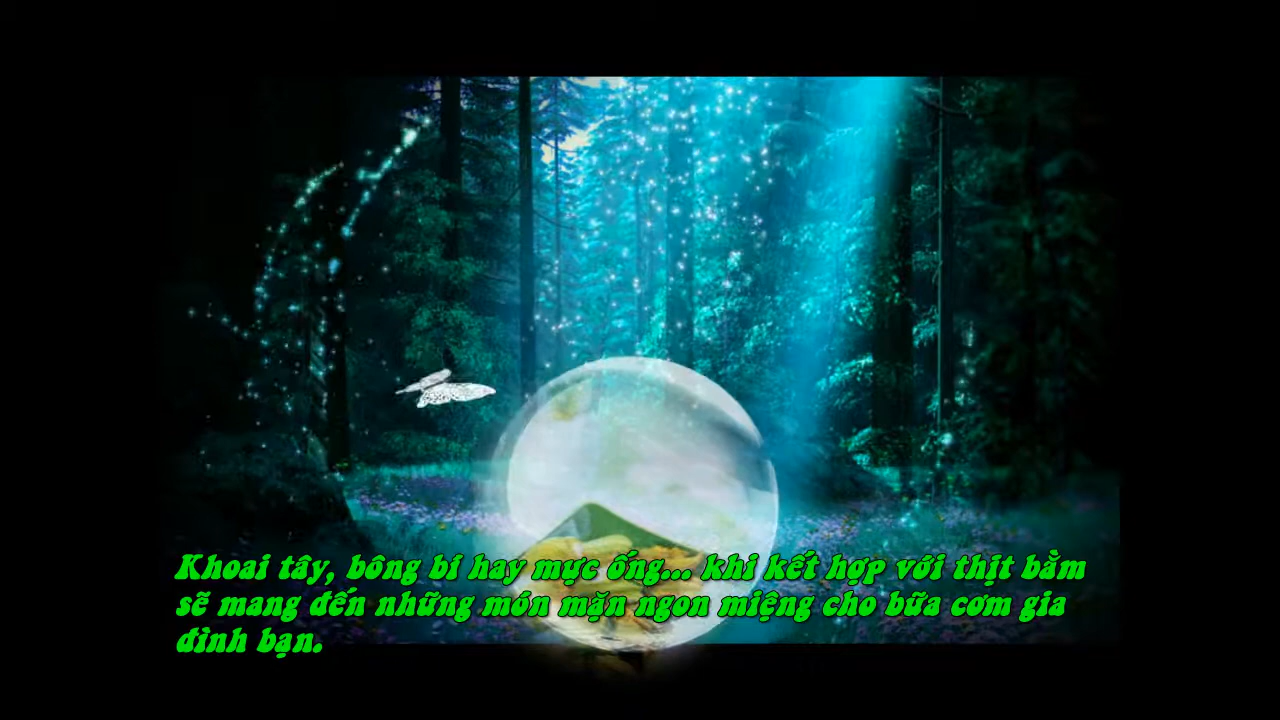 Khoai tây, bông bí hay mực ống... khi kết hợp với thịt bằm
sẽ mang đến những món mặn ngon miệng cho bữa cơm gia
đình bạn.